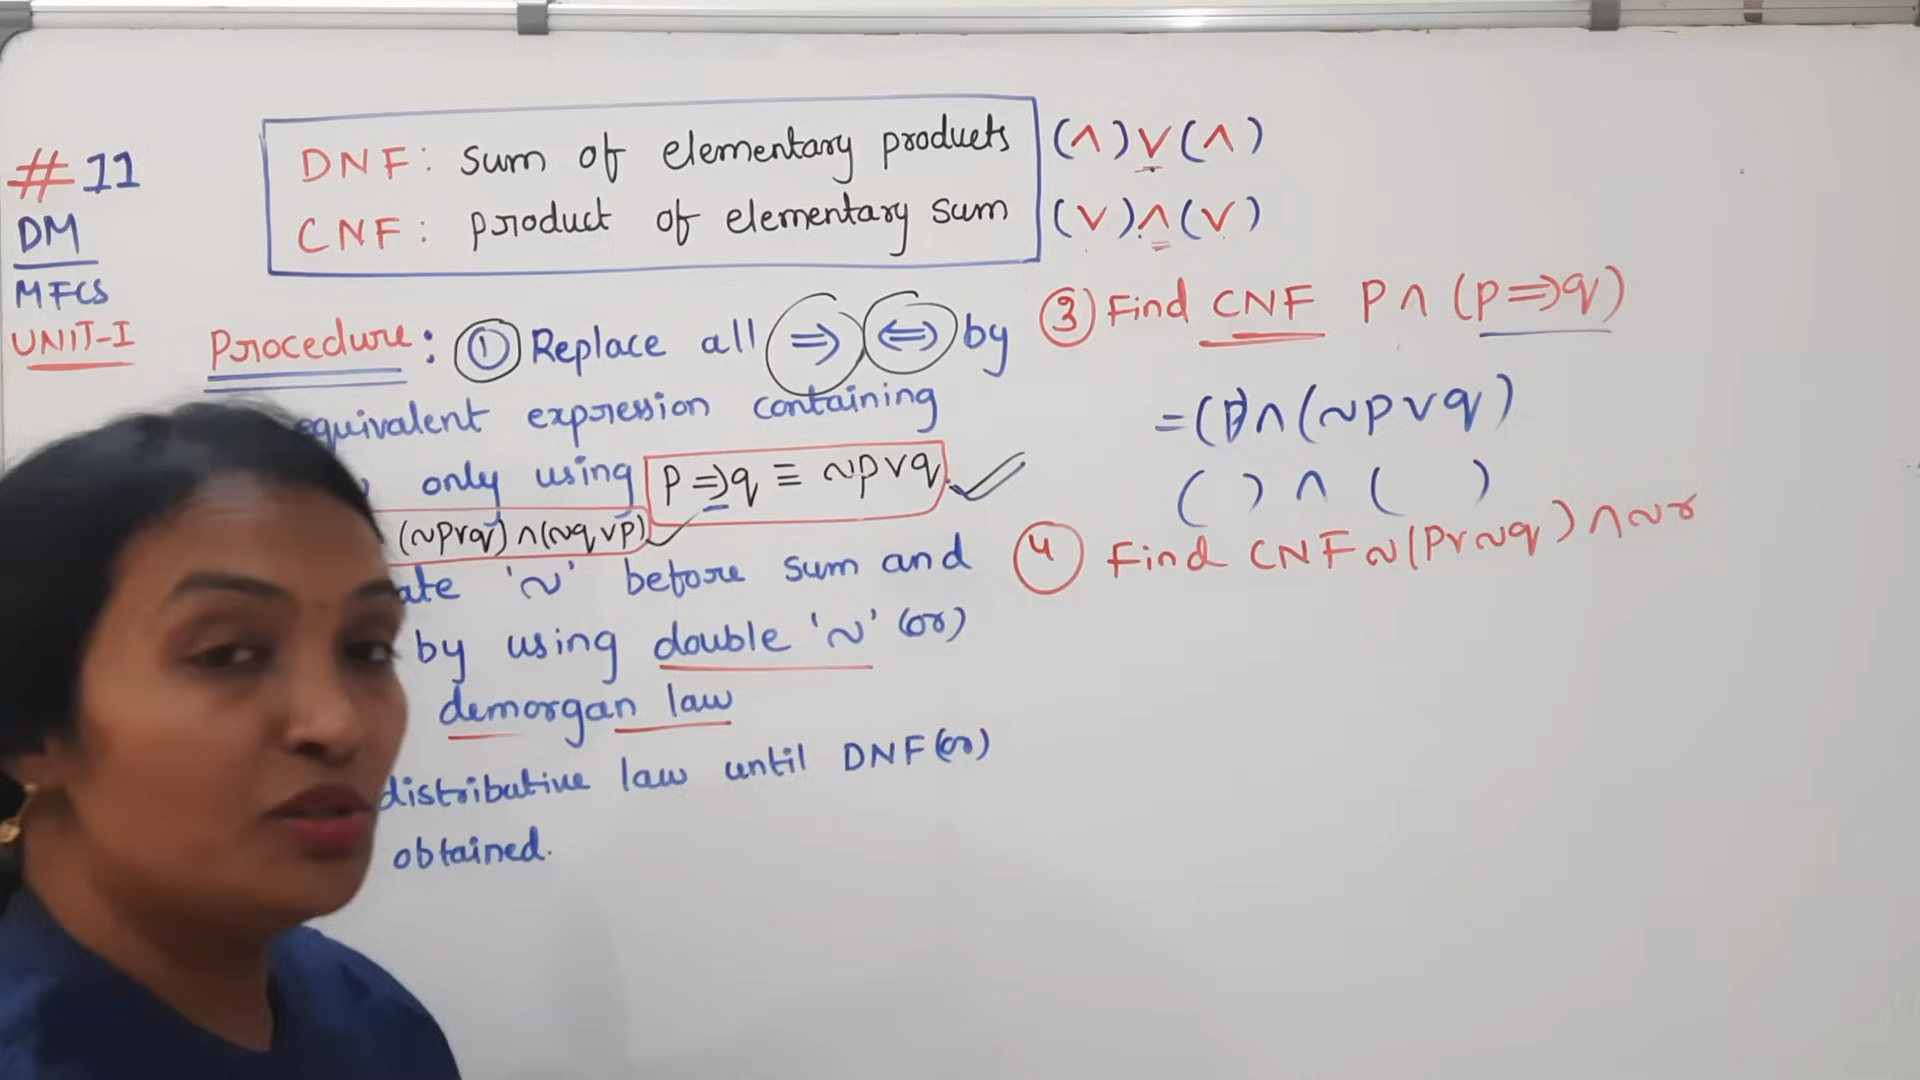 #11
DM
MFCS
UNIT-I
DNF: sum of elementary products (∧)∨(∧)
CNF: product of elementary sum (∨)∧(∨)
Procedure: ① Replace all ⇒ ⇔ by
equivalent expression containing
only using P⇒q ≡ ~p∨q
(~p∨q)∧(~q∨p)
ate '~' before sum and
by using double '~' (or)
demorgan law
distributive law until DNF(or)
obtained.
③ Find CNF P∧(p⇒q)
=(p)∧(~p∨q)
( )∧( )
④ Find CNF ~(p∨~q)∧~r